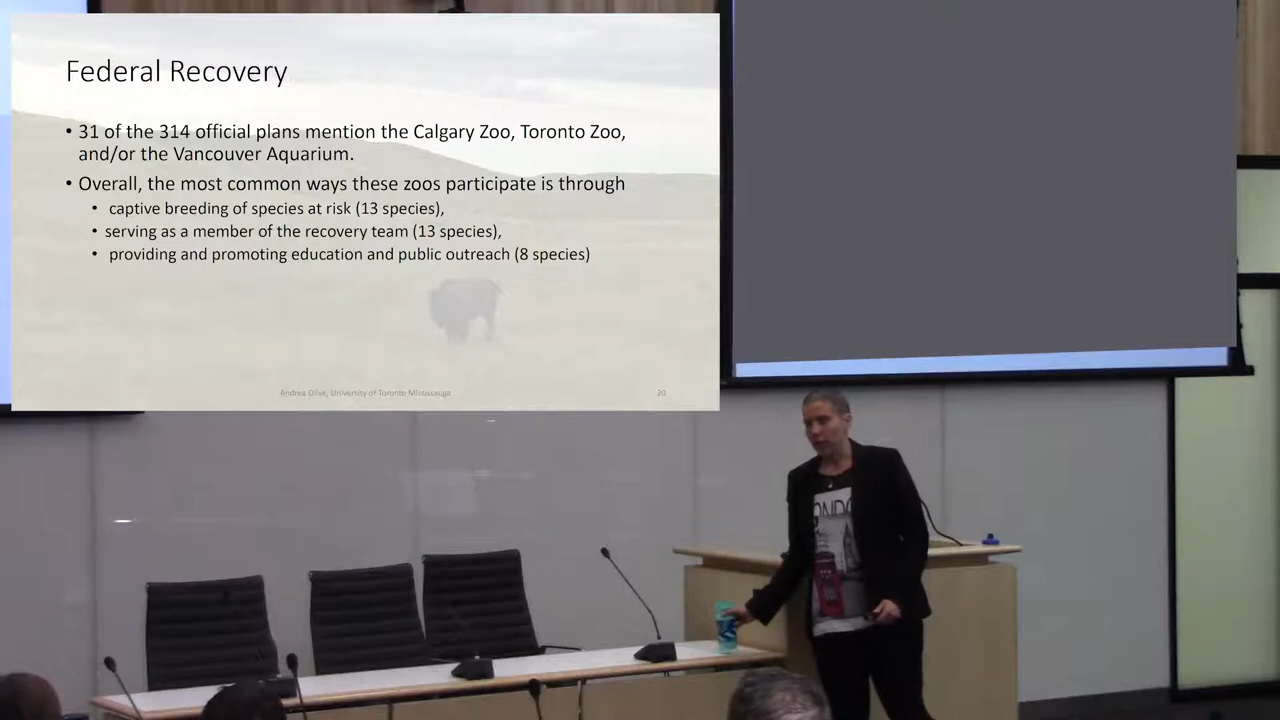 Federal Recovery
• 31 of the 314 official plans mention the Calgary Zoo, Toronto Zoo,
and/or the Vancouver Aquarium.
• Overall, the most common ways these zoos participate is through
• captive breeding of species at risk (13 species),
• serving as a member of the recovery team (13 species),
• providing and promoting education and public outreach (8 species)
Andrea Olive, University of Toronto Mississauga
20